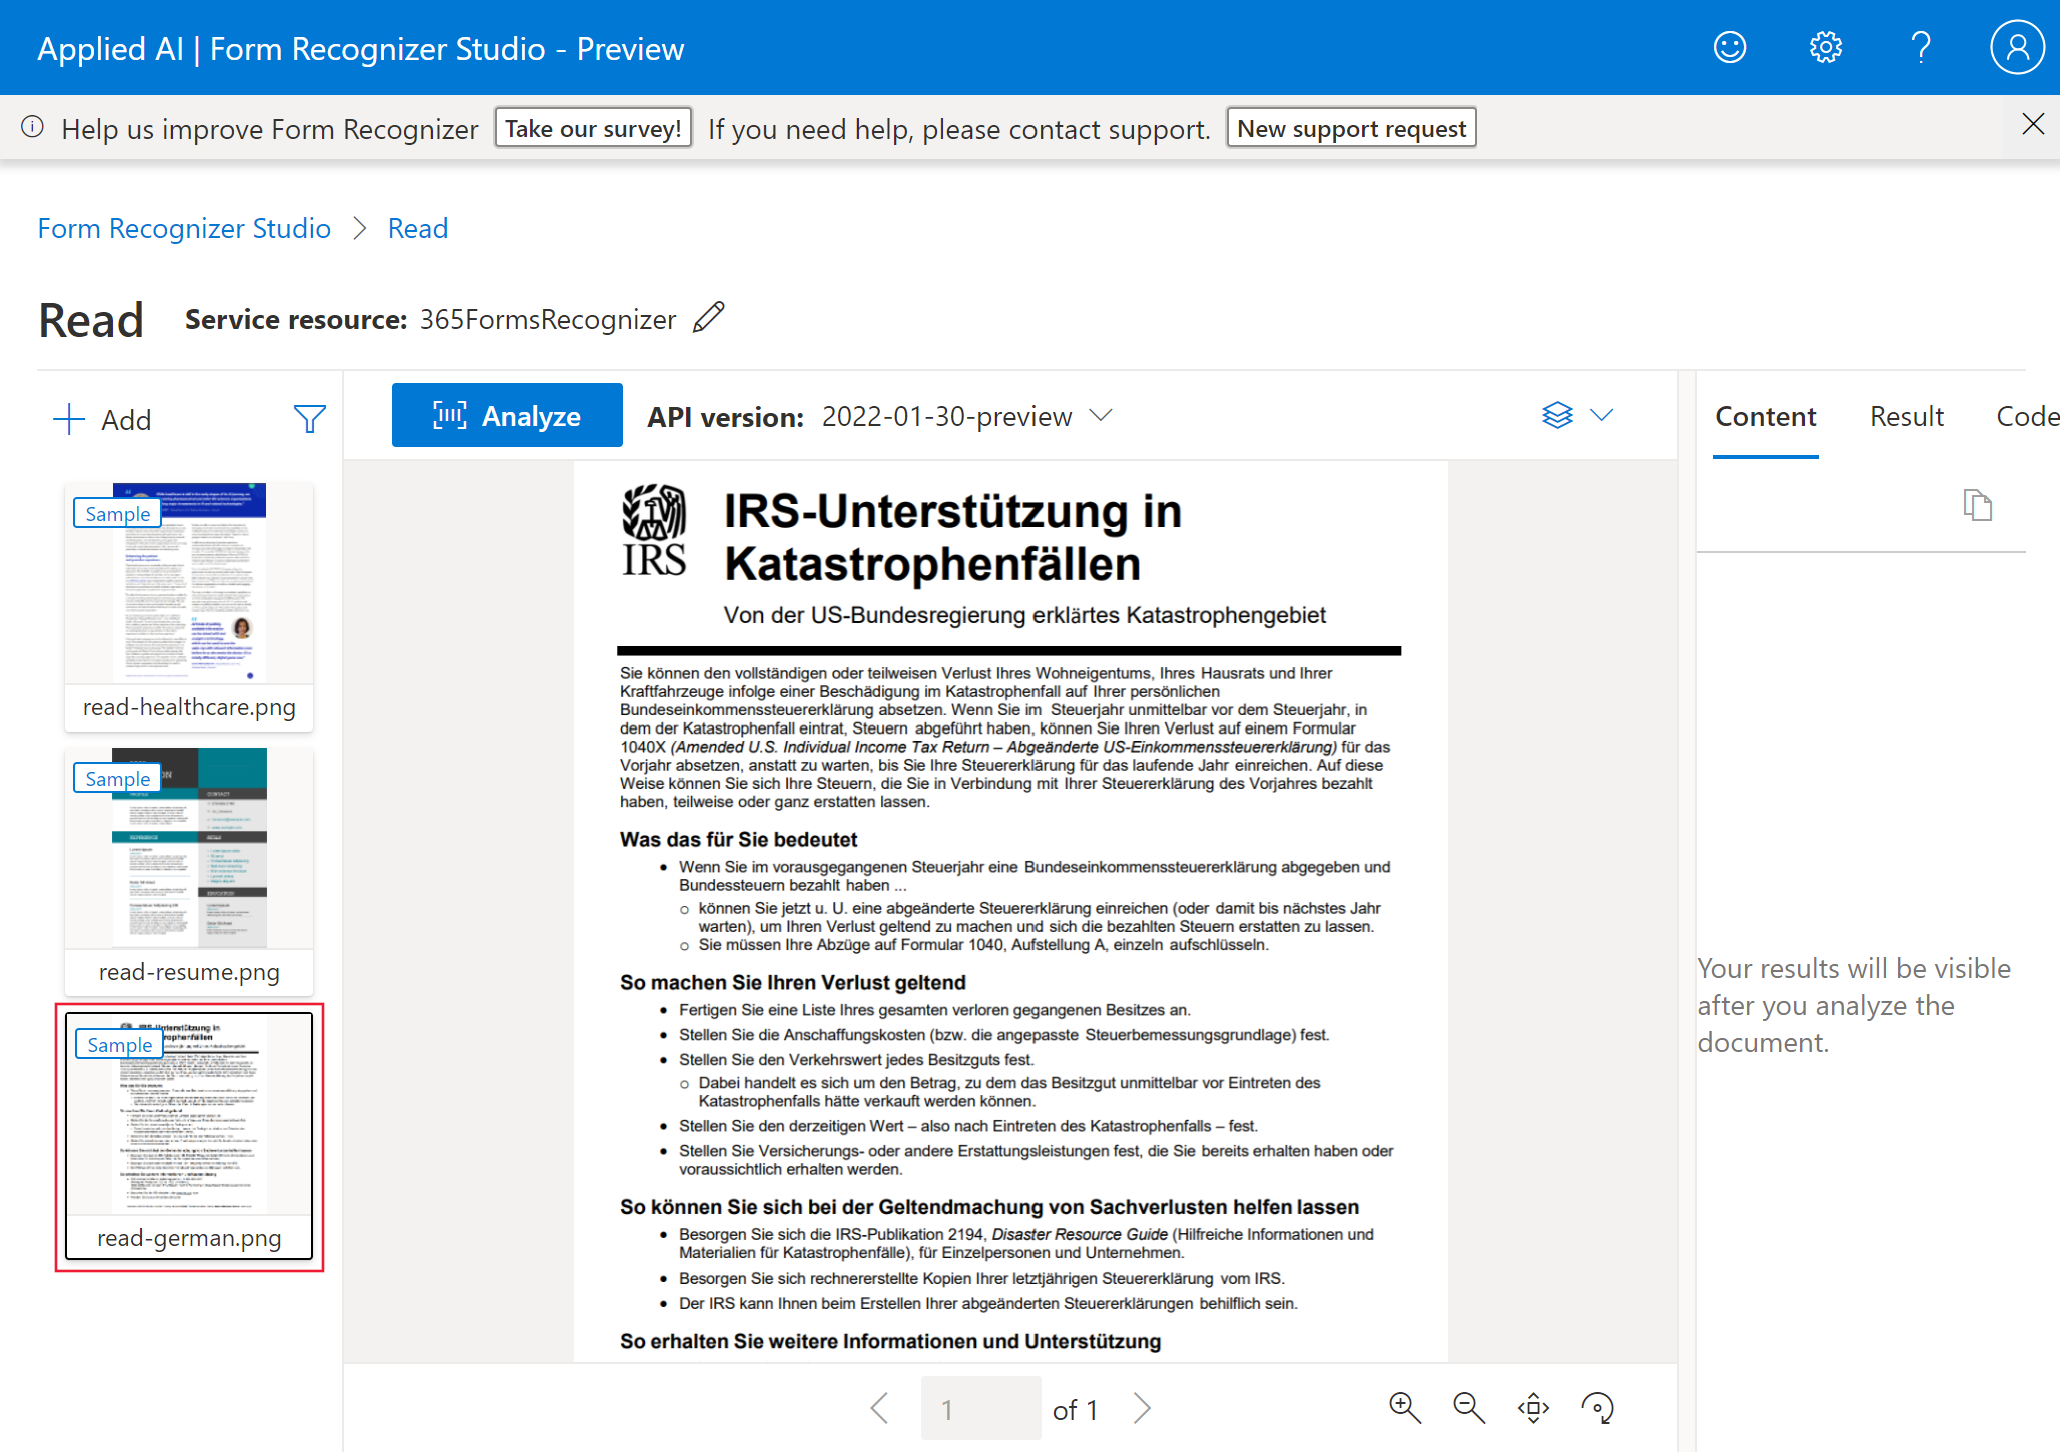 Applied AI | Form Recognizer Studio - Preview
Help us improve Form Recognizer Take our survey! If you need help, please contact support. New support request
Form Recognizer Studio > Read
Read Service resource: 365FormsRecognizer
Add
Sample
read-healthcare.png
Sample
PROFILE
CONTACT
EXPERIENCE
SKILLS
EDUCATION
read-resume.png
Sample
IRS-Unterstützung in
read-german.png
Analyze API version: 2022-01-30-preview
IRS
IRS-Unterstützung in
Katastrophenfällen
Von der US-Bundesregierung erklärtes Katastrophengebiet
Sie können den vollständigen oder teilweisen Verlust Ihres Wohneigentums, Ihres Hausrats und Ihrer
Kraftfahrzeuge infolge einer Beschädigung im Katastrophenfall auf Ihrer persönlichen
Bundeseinkommenssteuererklärung absetzen. Wenn Sie im Steuerjahr unmittelbar vor dem Steuerjahr, in
dem der Katastrophenfall eintrat, Steuern abgeführt haben, können Sie Ihren Verlust auf einem Formular
1040X (Amended U.S. Individual Income Tax Return – Abgeänderte US-Einkommenssteuererklärung) für das
Vorjahr absetzen, anstatt zu warten, bis Sie Ihre Steuererklärung für das laufende Jahr einreichen. Auf diese
Weise können Sie sich Ihre Steuern, die Sie in Verbindung mit Ihrer Steuererklärung des Vorjahres bezahlt
haben, teilweise oder ganz erstatten lassen.
Was das für Sie bedeutet
• Wenn Sie im vorausgegangenen Steuerjahr eine Bundeseinkommenssteuererklärung abgegeben und
Bundessteuern bezahlt haben ...
o können Sie jetzt u. U. eine abgeänderte Steuererklärung einreichen (oder damit bis nächstes Jahr
warten), um Ihren Verlust geltend zu machen und sich die bezahlten Steuern erstatten zu lassen.
o Sie müssen Ihre Abzüge auf Formular 1040, Aufstellung A, einzeln aufschlüsseln.
So machen Sie Ihren Verlust geltend
• Fertigen Sie eine Liste Ihres gesamten verloren gegangenen Besitzes an.
• Stellen Sie die Anschaffungskosten (bzw. die angepasste Steuerbemessungsgrundlage) fest.
• Stellen Sie den Verkehrswert jedes Besitzguts fest.
o Dabei handelt es sich um den Betrag, zu dem das Besitzgut unmittelbar vor Eintreten des
Katastrophenfalls hätte verkauft werden können.
• Stellen Sie den derzeitigen Wert – also nach Eintreten des Katastrophenfalls – fest.
• Stellen Sie Versicherungs- oder andere Erstattungsleistungen fest, die Sie bereits erhalten haben oder
voraussichtlich erhalten werden.
So können Sie sich bei der Geltendmachung von Sachverlusten helfen lassen
• Besorgen Sie sich die IRS-Publikation 2194, Disaster Resource Guide (Hilfreiche Informationen und
Materialien für Katastrophenfälle), für Einzelpersonen und Unternehmen.
• Besorgen Sie sich rechnererstellte Kopien Ihrer letztjährigen Steuererklärung vom IRS.
• Der IRS kann Ihnen beim Erstellen Ihrer abgeänderten Steuererklärungen behilflich sein.
So erhalten Sie weitere Informationen und Unterstützung
1 of 1
Content Result Code
Your results will be visible
after you analyze the
document.